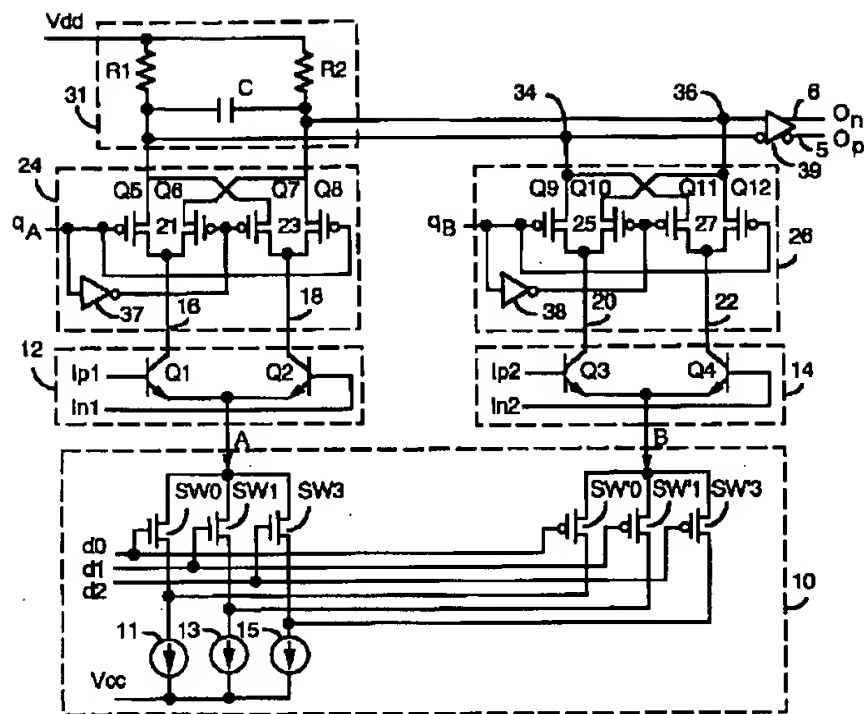 Vdd
R1
R2
C
31
34
36
6
On
Op
5
39
24
Q5 Q6 Q7 Q8
qA
21
23
37
16
18
Q9 Q10 Q11 Q12
qB
25
27
26
38
20
22
12
Ip1
Q1
Q2
In1
Ip2
Q3
Q4
14
In2
A
B
SW0
SW1
SW3
SW'0
SW'1
SW'3
d0
d1
d2
10
11
13
15
Vcc